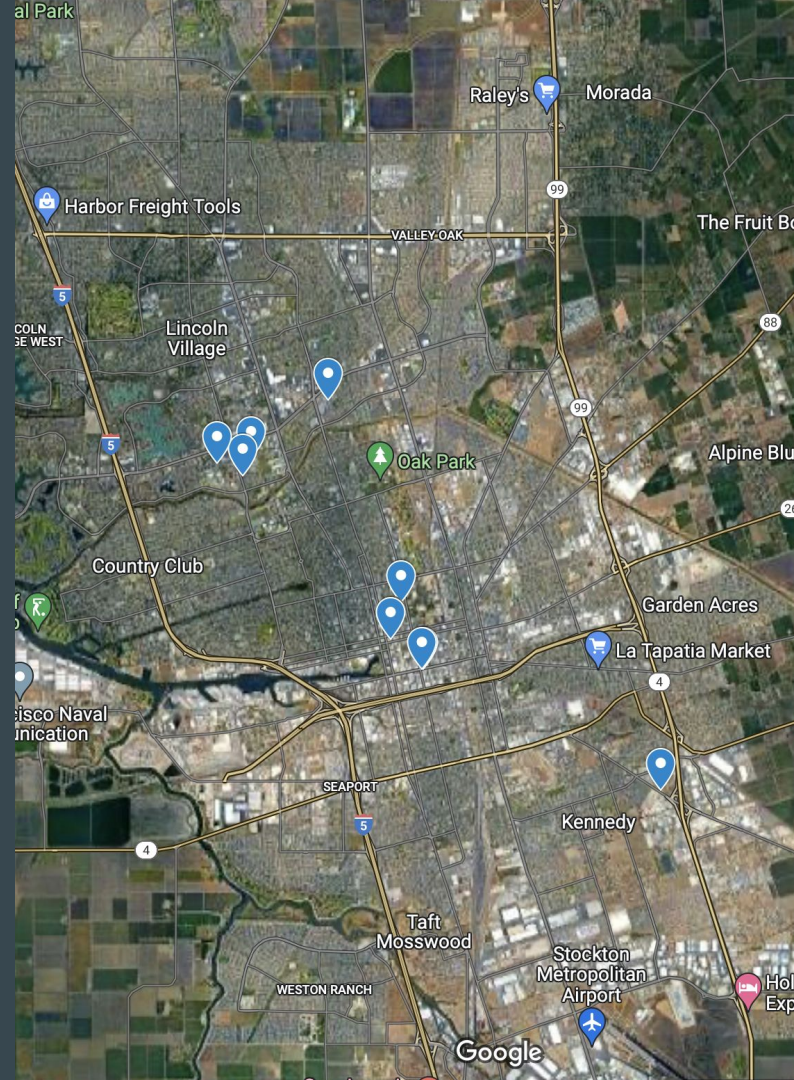 al Park
Raley's
Morada
99
Harbor Freight Tools
VALLEY OAK
The Fruit Bo
5
COLN
GE WEST
Lincoln
Village
88
99
5
Oak Park
Alpine Blu
26
Country Club
f
Garden Acres
La Tapatia Market
4
cisco Naval
unication
SEAPORT
5
Kennedy
4
Taft
Mosswood
Stockton
Metropolitan
Airport
WESTON RANCH
Hol
Exp
Google